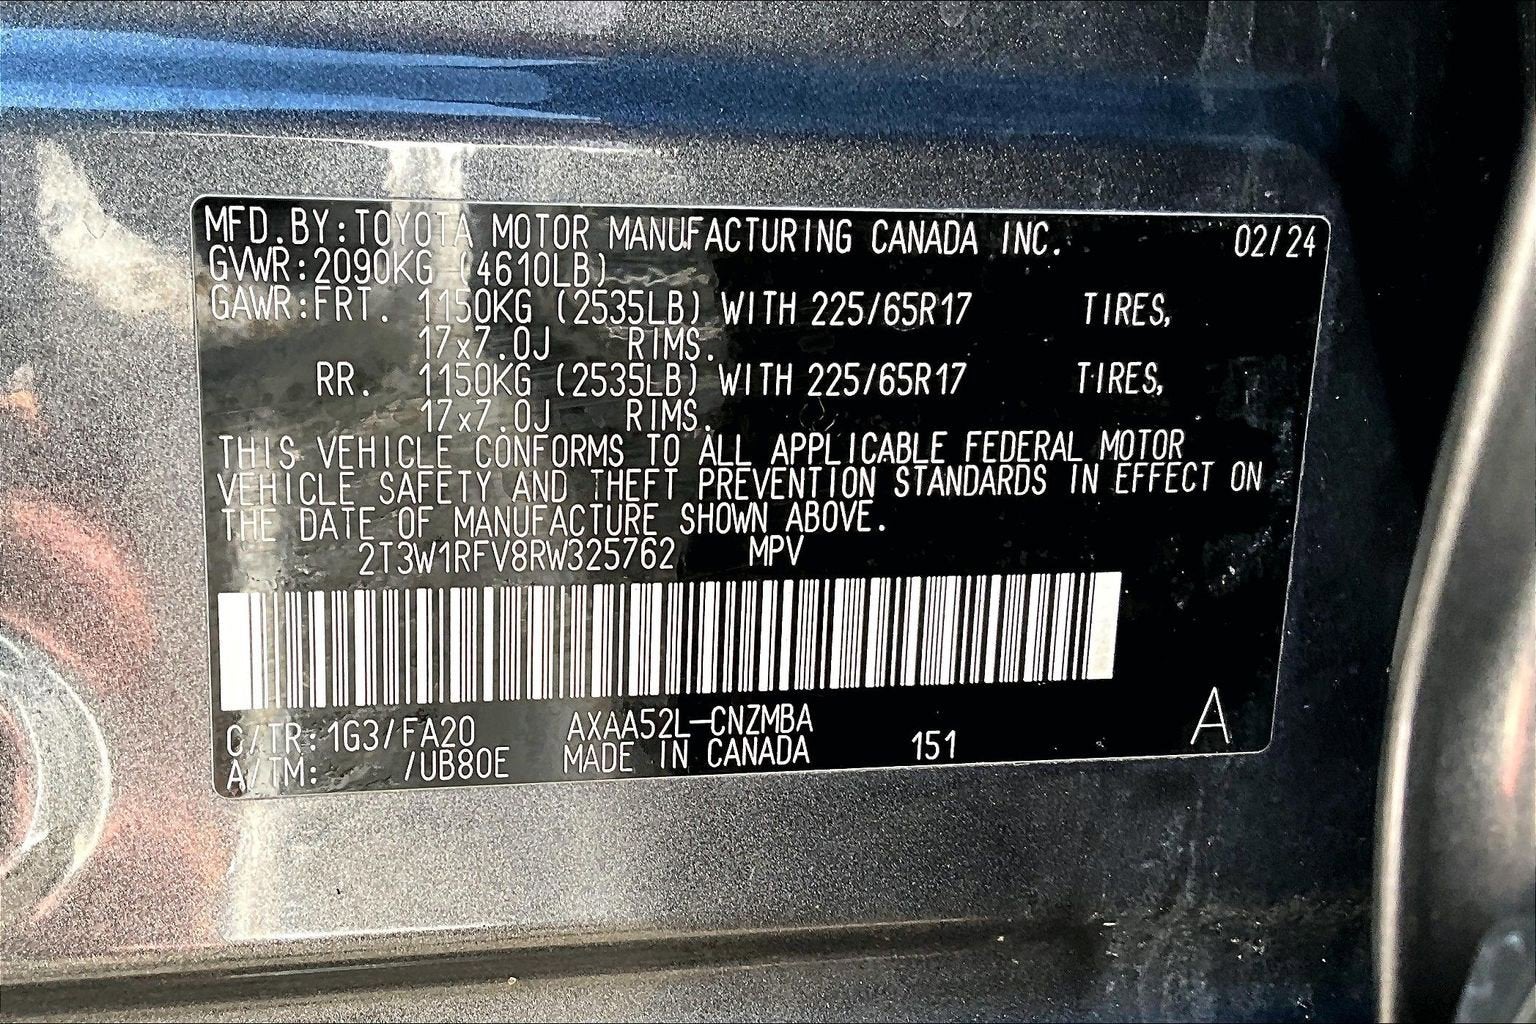 MFD.BY:TOYOTA MOTOR MANUFACTURING CANADA INC. 02/24
GVWR:2090KG (4610LB)
GAWR:FRT. 1150KG (2535LB) WITH 225/65R17 TIRES,
17x7.0J RIMS.
RR. 1150KG (2535LB) WITH 225/65R17 TIRES,
17x7.0J RIMS.
THIS VEHICLE CONFORMS TO ALL APPLICABLE FEDERAL MOTOR
VEHICLE SAFETY AND THEFT PREVENTION STANDARDS IN EFFECT ON
THE DATE OF MANUFACTURE SHOWN ABOVE.
2T3W1RFV8RW325762 MPV
C/TR:1G3/FA20 AXAA52L-CNZMBA
A/TM: /UB80E MADE IN CANADA 151 A